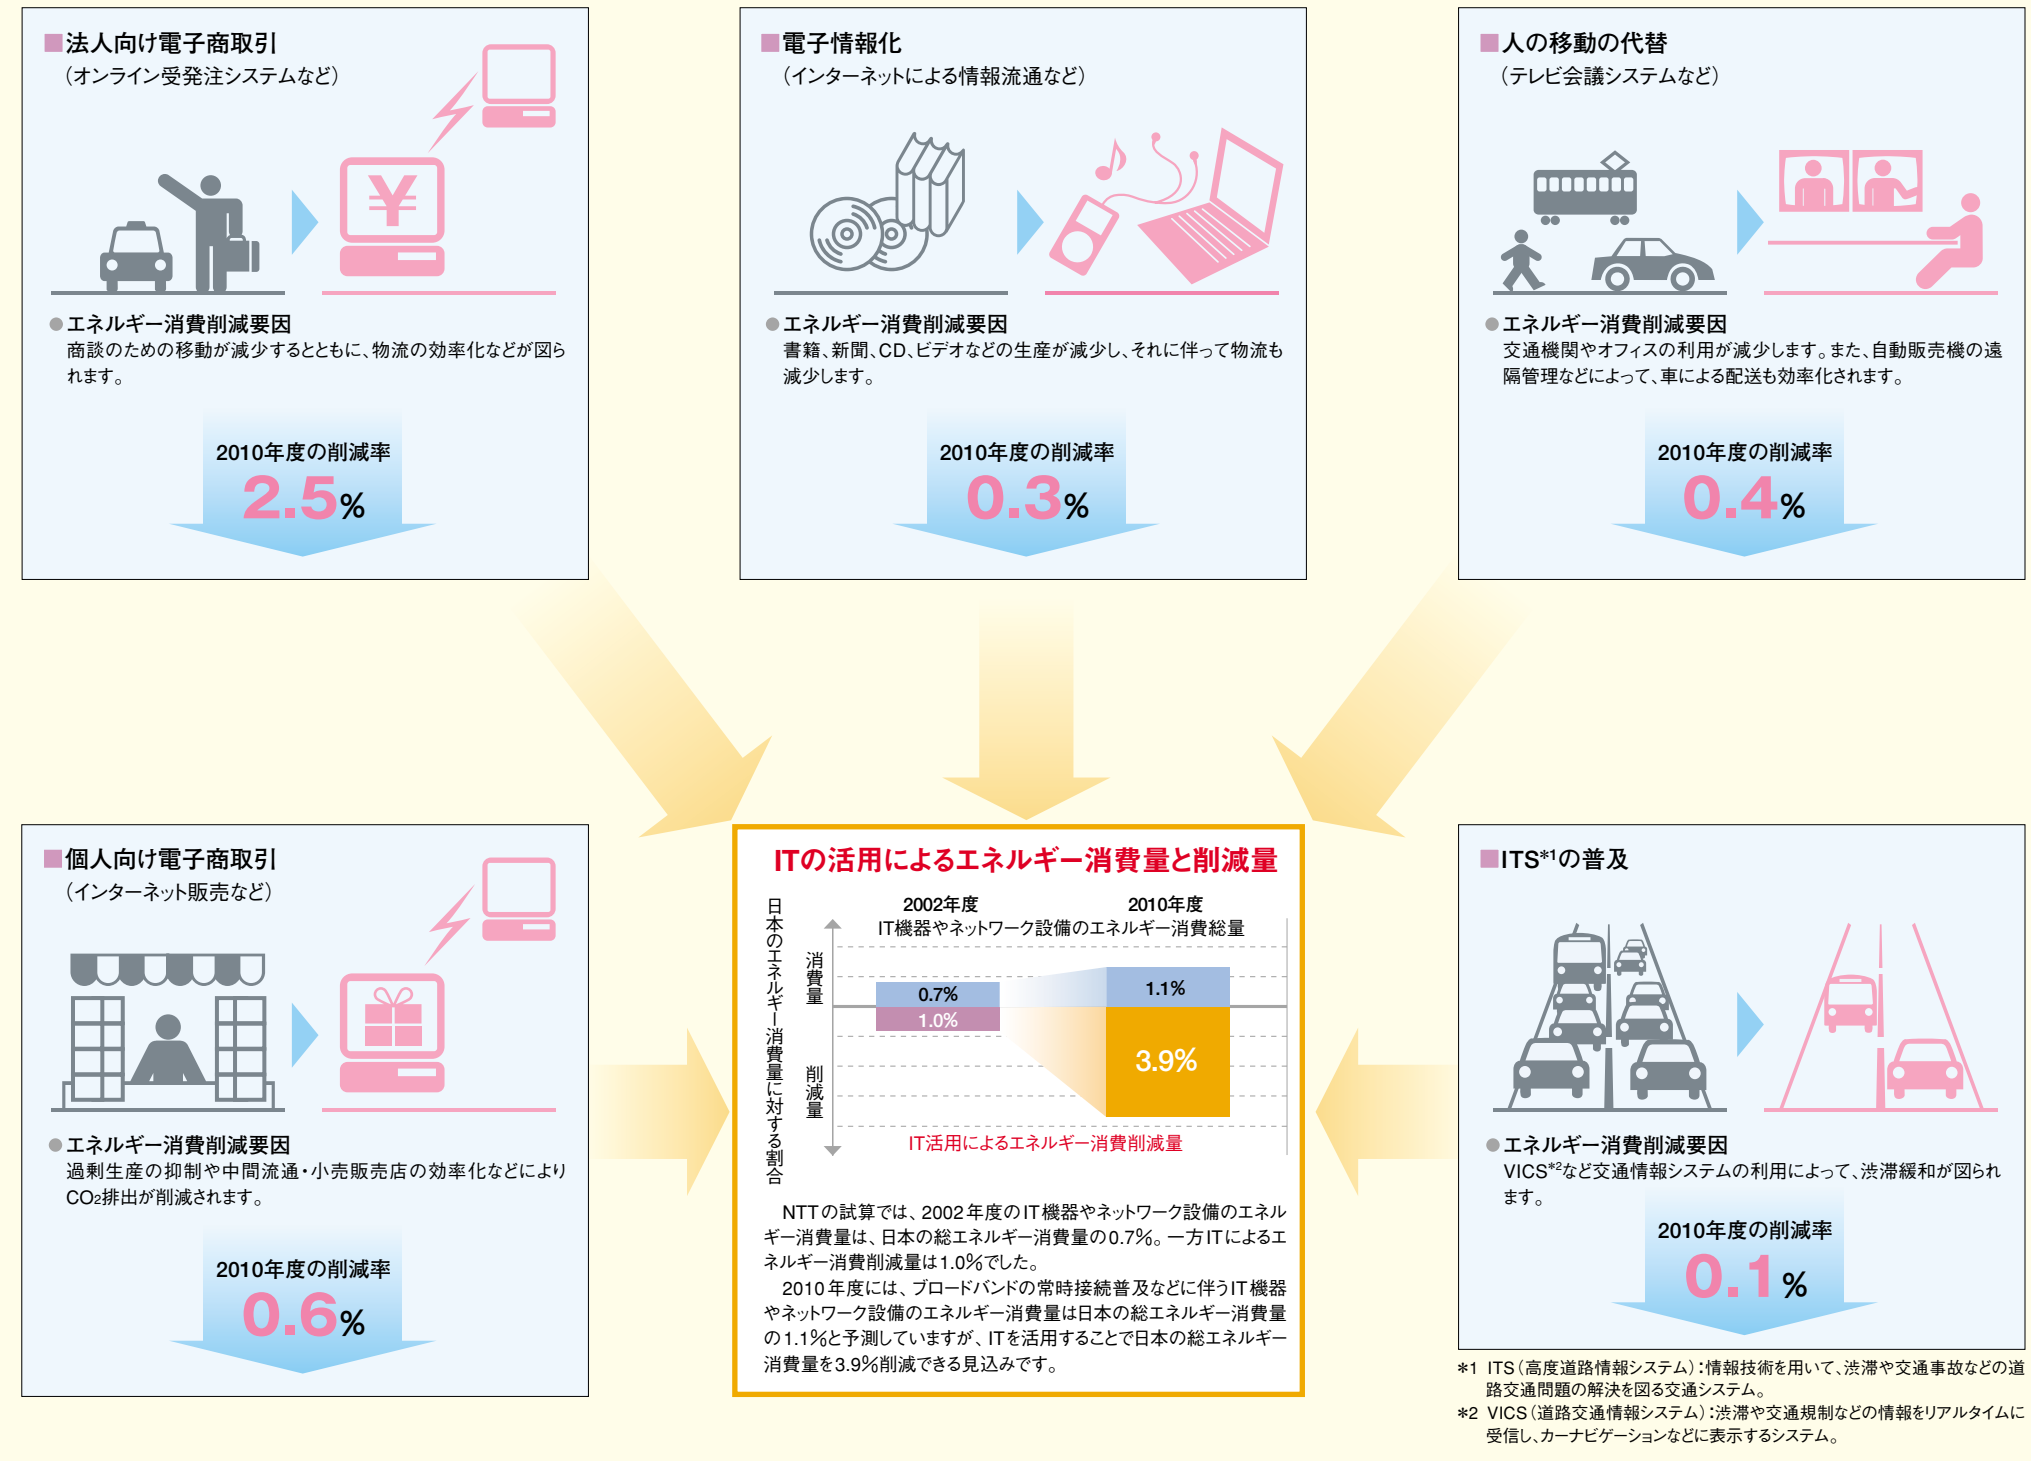 ■法人向け電子商取引
（オンライン受発注システムなど）
¥
●エネルギー消費削減要因
商談のための移動が減少するとともに、物流の効率化などが図ら
れます。
2010年度の削減率
2.5%
■電子情報化
（インターネットによる情報流通など）
●エネルギー消費削減要因
書籍、新聞、CD、ビデオなどの生産が減少し、それに伴って物流も
減少します。
2010年度の削減率
0.3%
■人の移動の代替
（テレビ会議システムなど）
●エネルギー消費削減要因
交通機関やオフィスの利用が減少します。また、自動販売機の遠
隔管理などによって、車による配送も効率化されます。
2010年度の削減率
0.4%
■個人向け電子商取引
（インターネット販売など）
●エネルギー消費削減要因
過剰生産の抑制や中間流通・小売販売店の効率化などにより
CO2排出が削減されます。
2010年度の削減率
0.6%
ITの活用によるエネルギー消費量と削減量
日本のエネルギー消費量に対する割合
消費量
削減量
2002年度 2010年度
IT機器やネットワーク設備のエネルギー消費総量
0.7% 1.1%
1.0%
3.9%
IT活用によるエネルギー消費削減量
NTTの試算では、2002年度のIT機器やネットワーク設備のエネル
ギー消費量は、日本の総エネルギー消費量の0.7%。一方ITによるエ
ネルギー消費削減量は1.0%でした。
2010年度には、ブロードバンドの常時接続普及などに伴うIT機器
やネットワーク設備のエネルギー消費量は日本の総エネルギー消費量
の1.1%と予測していますが、ITを活用することで日本の総エネルギー
消費量を3.9%削減できる見込みです。
■ITS*1の普及
●エネルギー消費削減要因
VICS*2など交通情報システムの利用によって、渋滞緩和が図られ
ます。
2010年度の削減率
0.1%
*1 ITS（高度道路情報システム）：情報技術を用いて、渋滞や交通事故などの道
路交通問題の解決を図る交通システム。
*2 VICS（道路交通情報システム）：渋滞や交通規制などの情報をリアルタイムに
受信し、カーナビゲーションなどに表示するシステム。